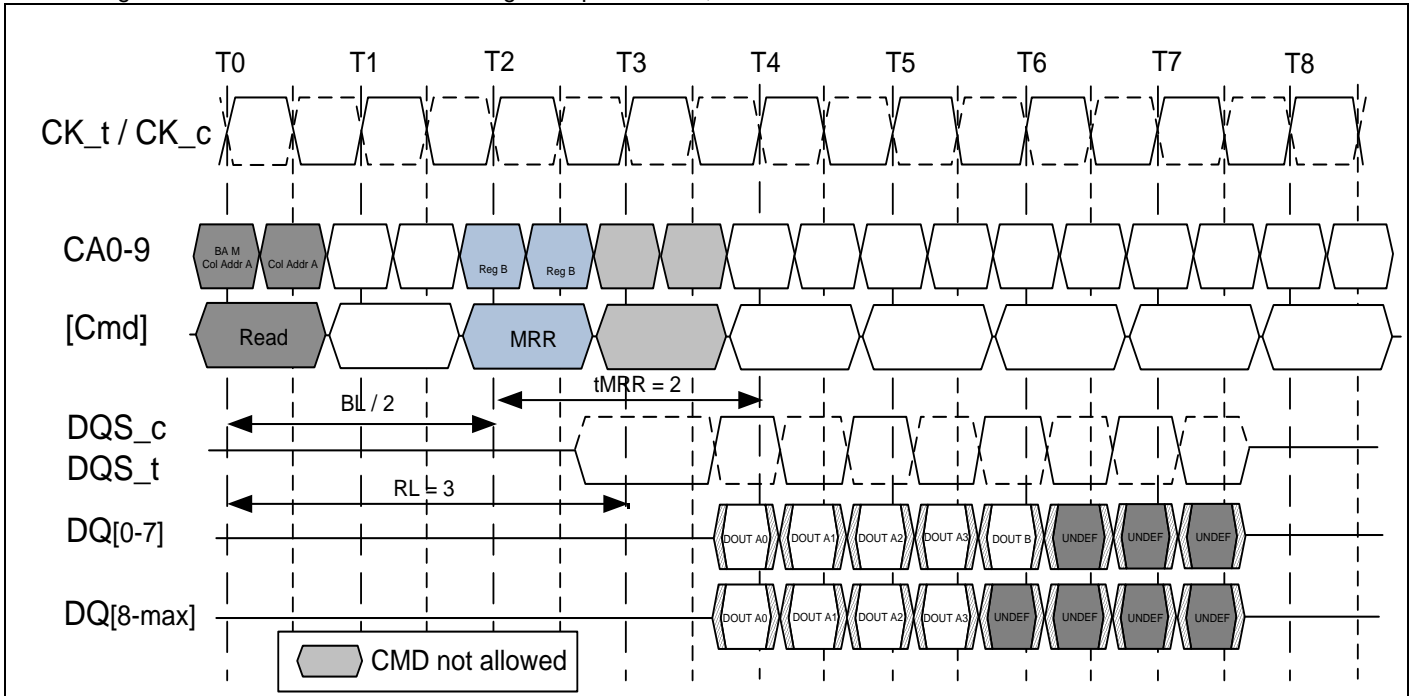 T0 T1 T2 T3 T4 T5 T6 T7 T8
CK_t / CK_c
CA0-9
BA M
Col Addr A
Col Addr A
Reg B
Reg B
[Cmd]
Read
MRR
tMRR = 2
BL / 2
DQS_c
DQS_t
RL = 3
DQ[0-7]
DOUT A0 DOUT A1 DOUT A2 DOUT A3 DOUT B UNDEF UNDEF UNDEF
DQ[8-max]
DOUT A0 DOUT A1 DOUT A2 DOUT A3 UNDEF UNDEF UNDEF UNDEF
CMD not allowed